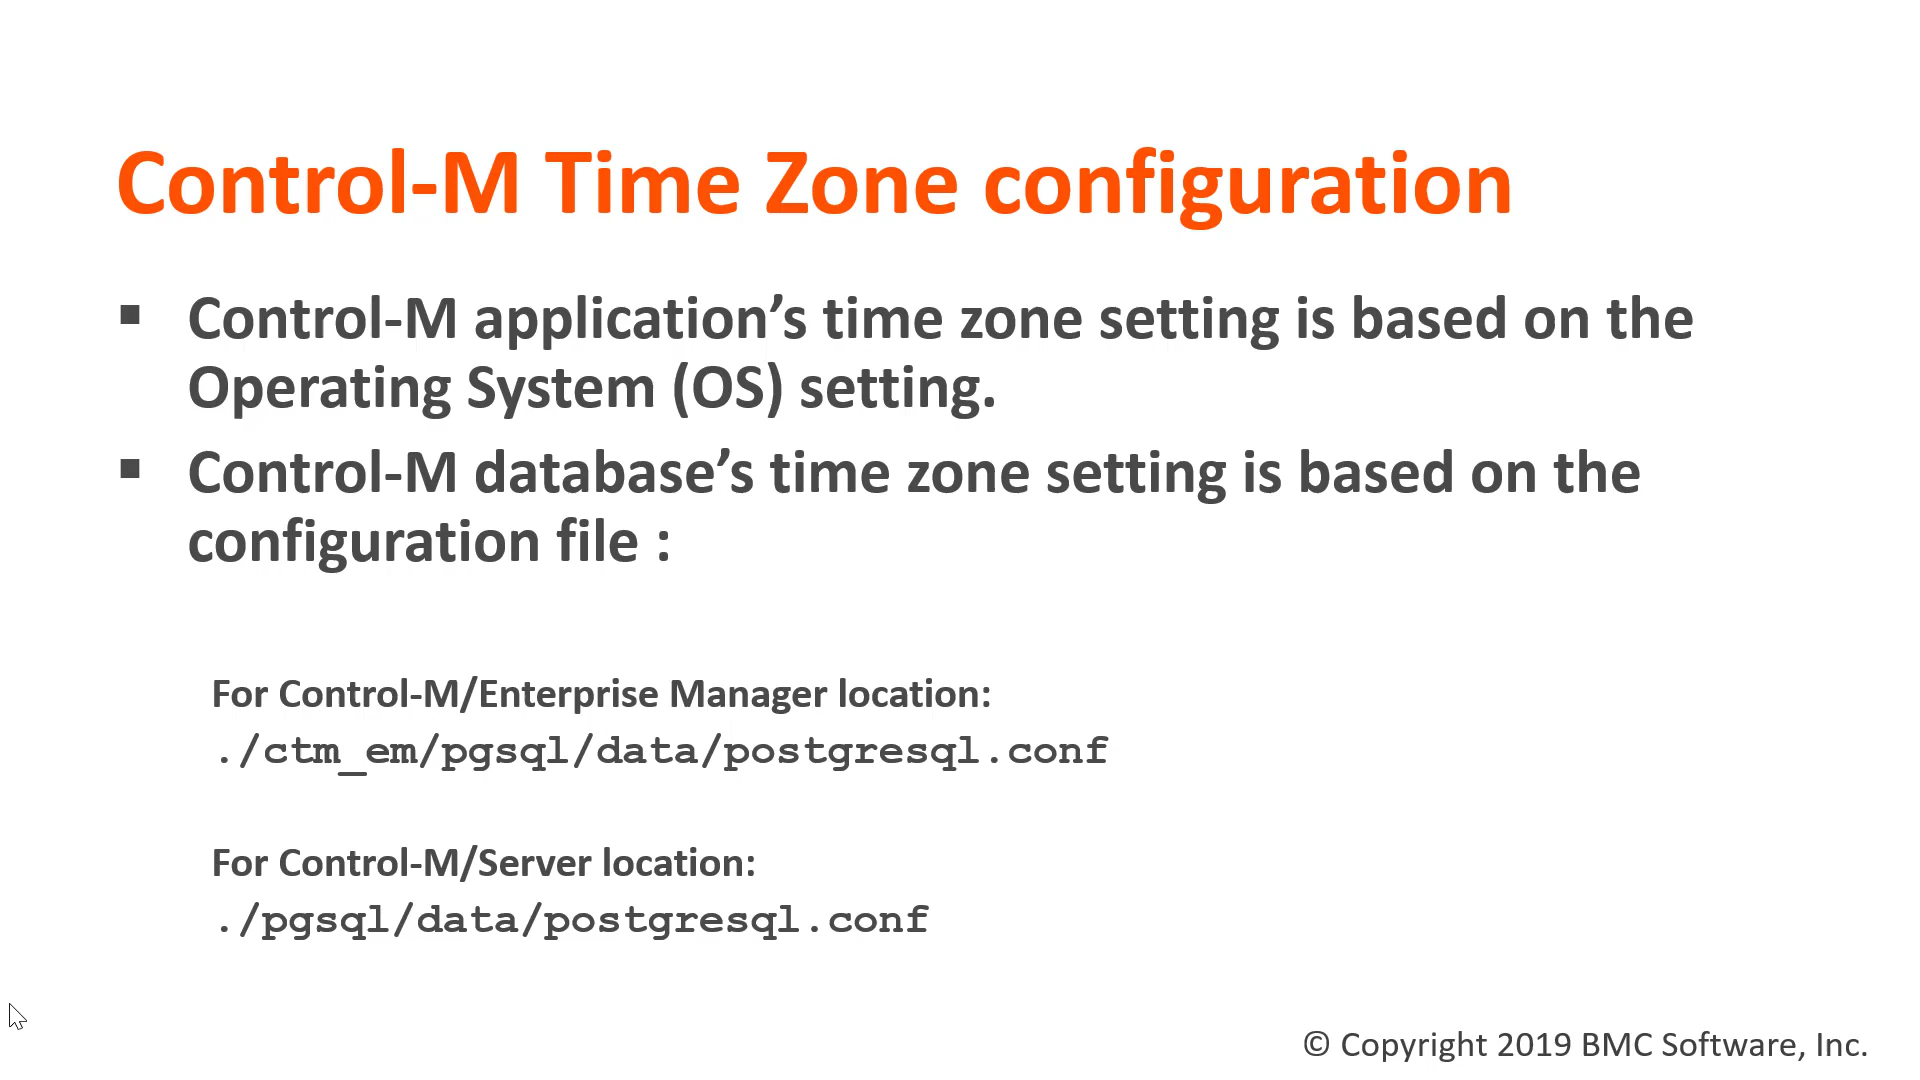 Control-M Time Zone configuration
▪ Control-M application’s time zone setting is based on the
Operating System (OS) setting.
▪ Control-M database’s time zone setting is based on the
configuration file :
For Control-M/Enterprise Manager location:
./ctm_em/pgsql/data/postgresql.conf
For Control-M/Server location:
./pgsql/data/postgresql.conf
© Copyright 2019 BMC Software, Inc.